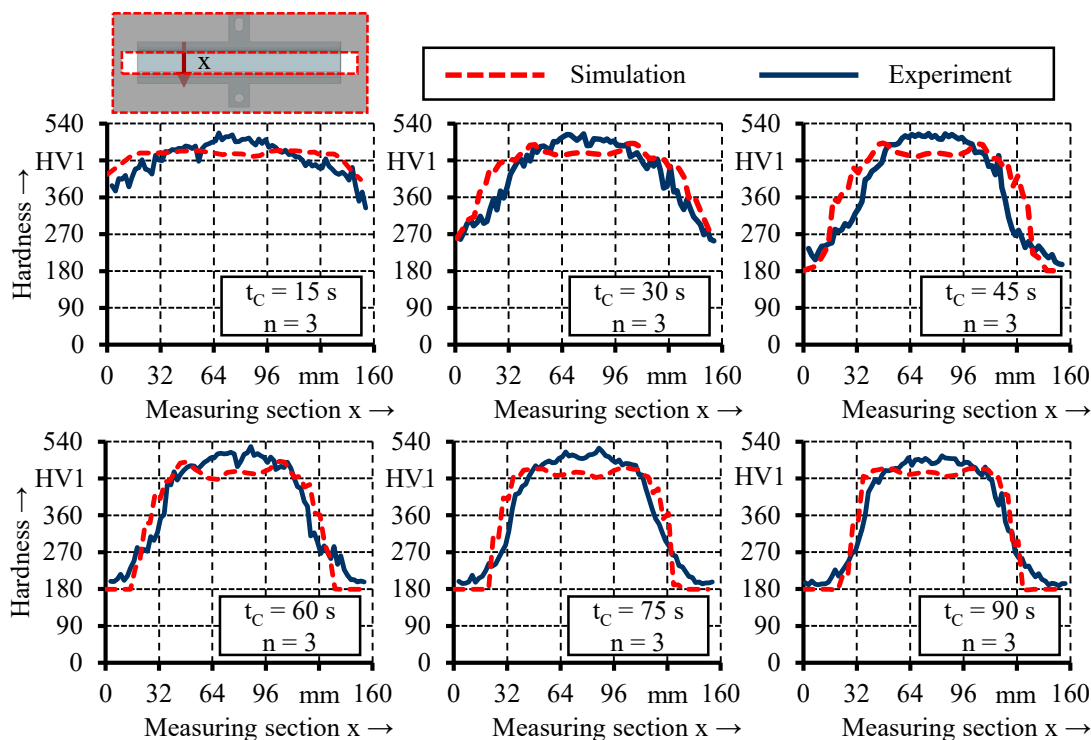 x
Simulation
Experiment
Hardness →
540
HV1
360
270
180
90
0
t_C = 15 s
n = 3
0 32 64 96 mm 160
Measuring section x →
540
HV1
360
270
180
90
0
t_C = 30 s
n = 3
0 32 64 96 mm 160
Measuring section x →
540
HV1
360
270
180
90
0
t_C = 45 s
n = 3
0 32 64 96 mm 160
Measuring section x →
Hardness →
540
HV1
360
270
180
90
0
t_C = 60 s
n = 3
0 32 64 96 mm 160
Measuring section x →
540
HV1
360
270
180
90
0
t_C = 75 s
n = 3
0 32 64 96 mm 160
Measuring section x →
540
HV1
360
270
180
90
0
t_C = 90 s
n = 3
0 32 64 96 mm 160
Measuring section x →